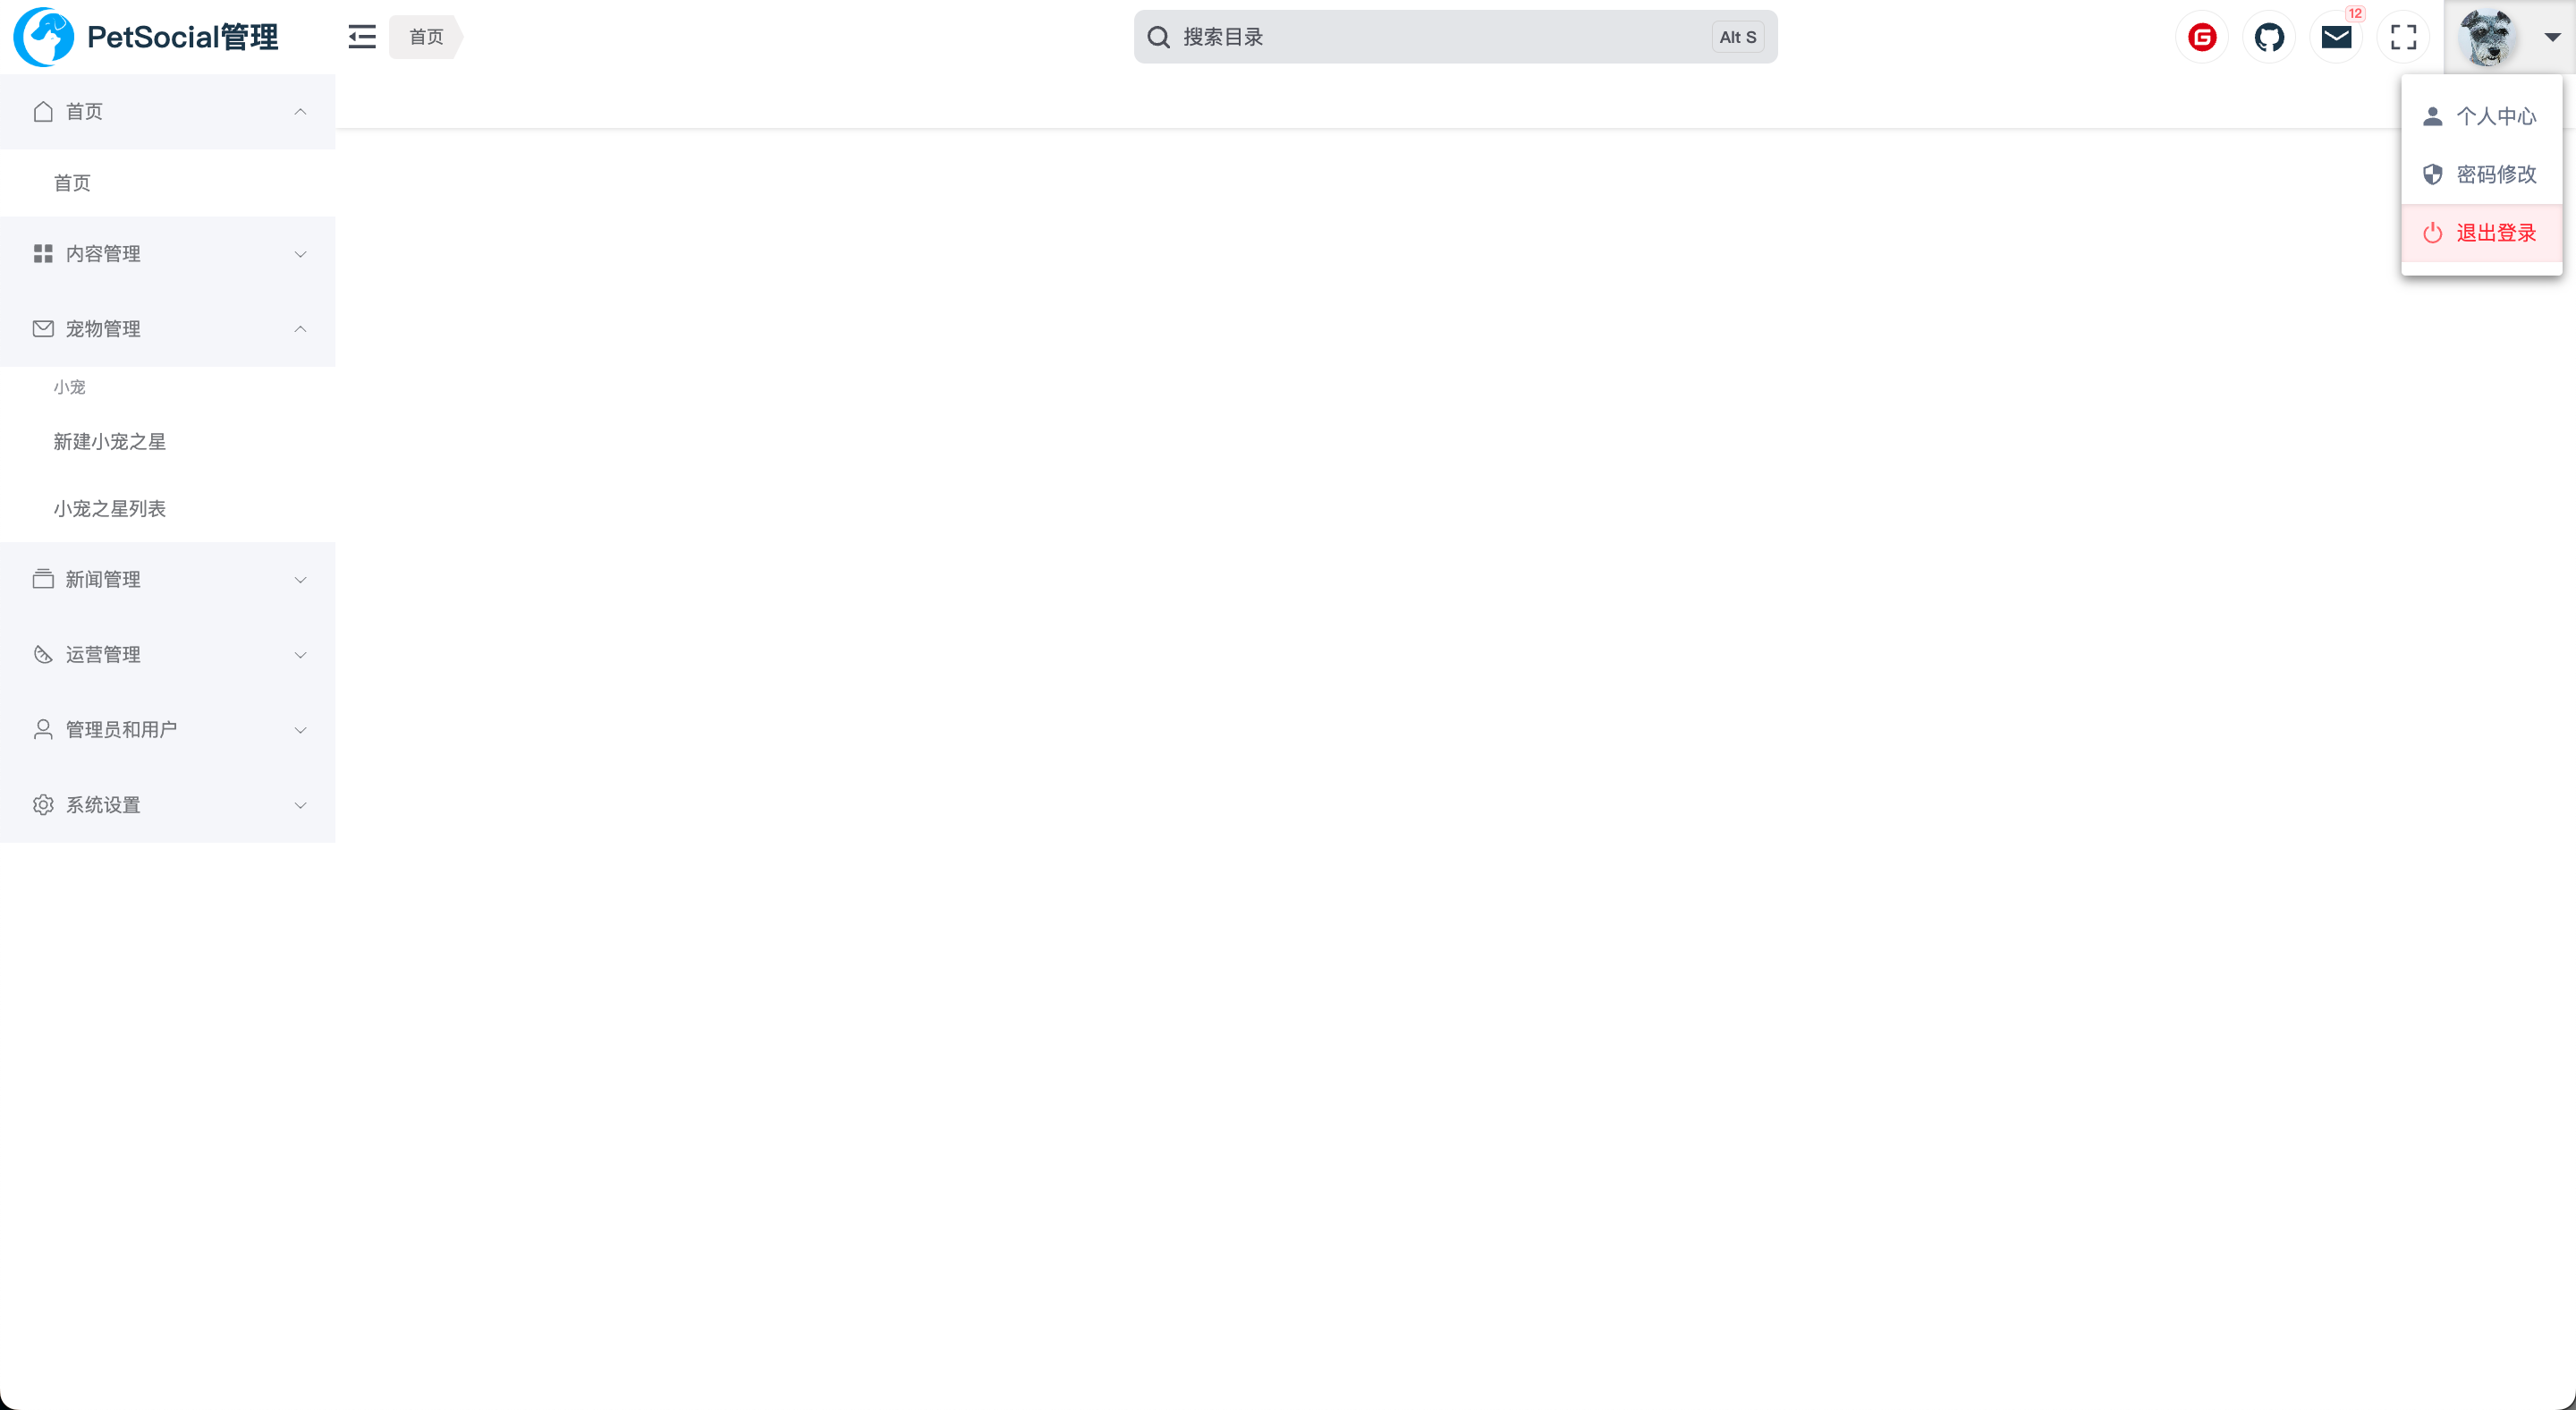 PetSocial管理
首页
搜索目录
Alt S
12
个人中心
密码修改
退出登录
首页
首页
内容管理
宠物管理
小宠
新建小宠之星
小宠之星列表
新闻管理
运营管理
管理员和用户
系统设置